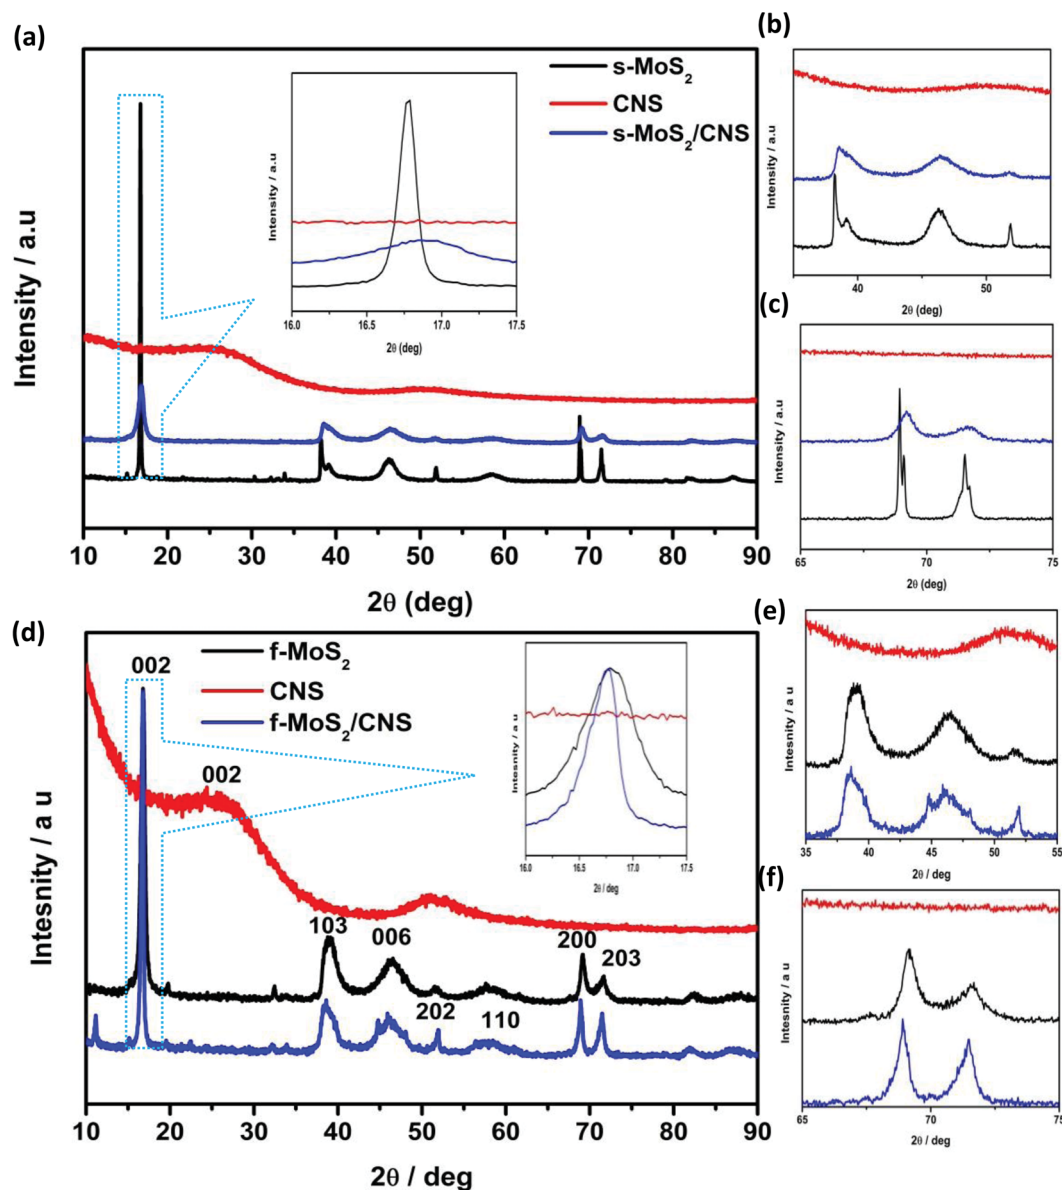 (a)
s-MoS2
CNS
s-MoS2/CNS
Intensity / a.u
10 20 30 40 50 60 70 80 90
2θ (deg)
Intensity / a.u
16.0 16.5 17.0 17.5
2θ (deg)
(b)
Intensity / a.u
40 50
2θ (deg)
(c)
Intensity / a.u
65 70 75
2θ (deg)
(d)
f-MoS2
CNS
f-MoS2/CNS
002
002
103
006
202
110
200
203
Intesnity / a u
10 20 30 40 50 60 70 80 90
2θ / deg
Intesnity / a u
16.0 16.5 17.0 17.5
2θ / deg
(e)
Intesnity / a u
35 40 45 50 55
2θ / deg
(f)
Intesnity / a u
65 70 75
2θ / deg